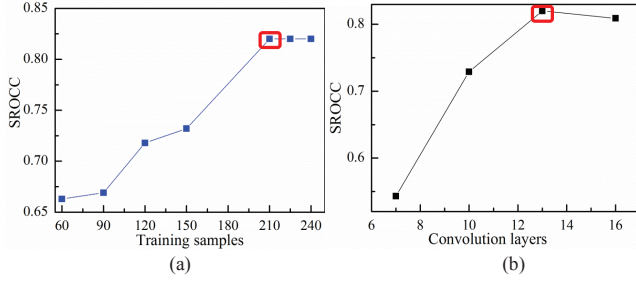 0.85
0.80
0.75
0.70
0.65
SROCC
60 90 120 150 180 210 240
Training samples
(a)
0.8
0.7
0.6
SROCC
6 8 10 12 14 16
Convolution layers
(b)